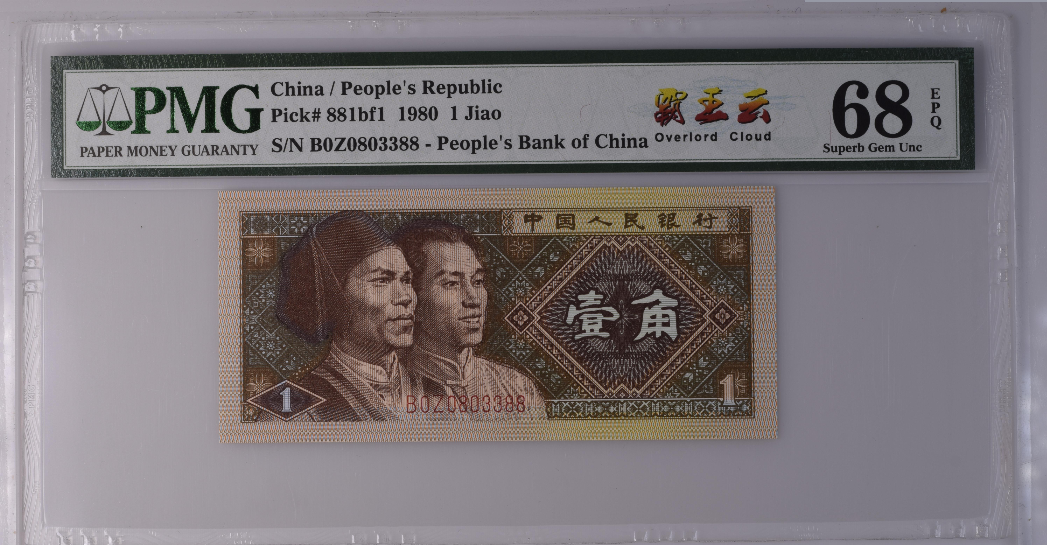 PMG
PAPER MONEY GUARANTY
China / People's Republic
Pick# 881bf1 1980 1 Jiao
S/N B0Z0803388 - People's Bank of China
霸王云
Overlord Cloud
68
EPQ
Superb Gem Unc
中国人民银行
壹角
1
B0Z0803388
1